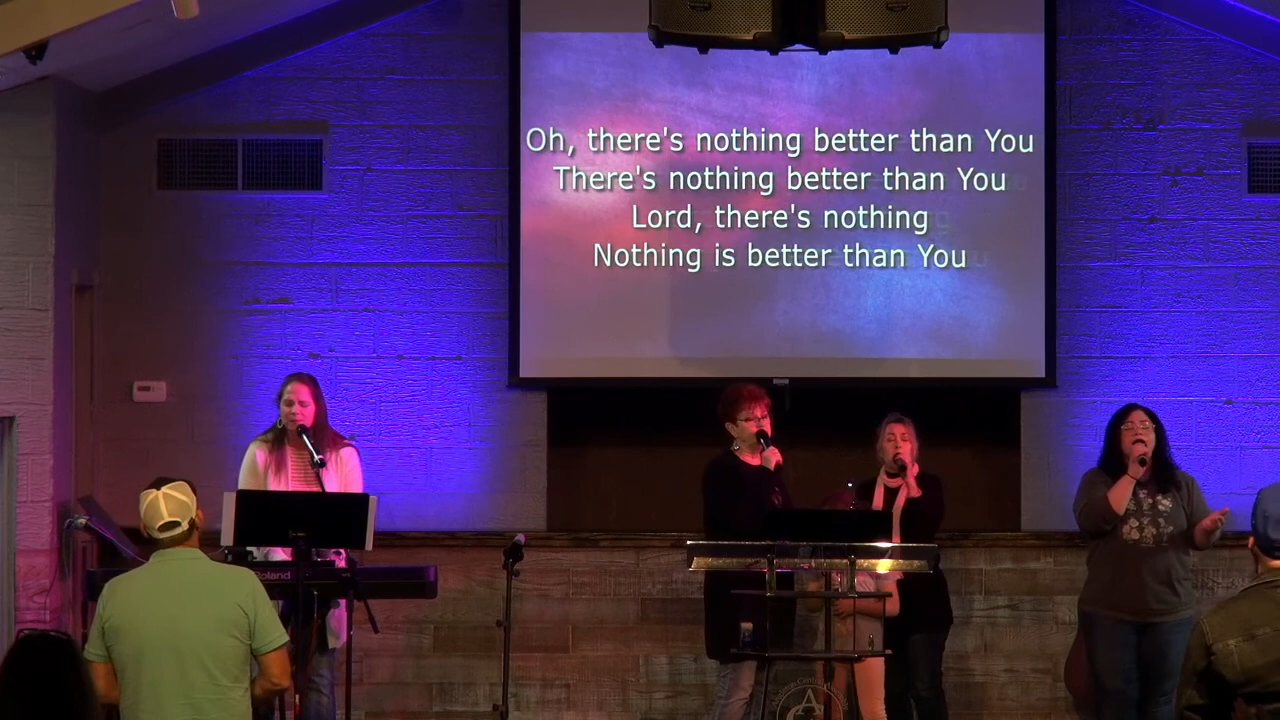 Oh, there's nothing better than You
There's nothing better than You
Lord, there's nothing
Nothing is better than You
Roland